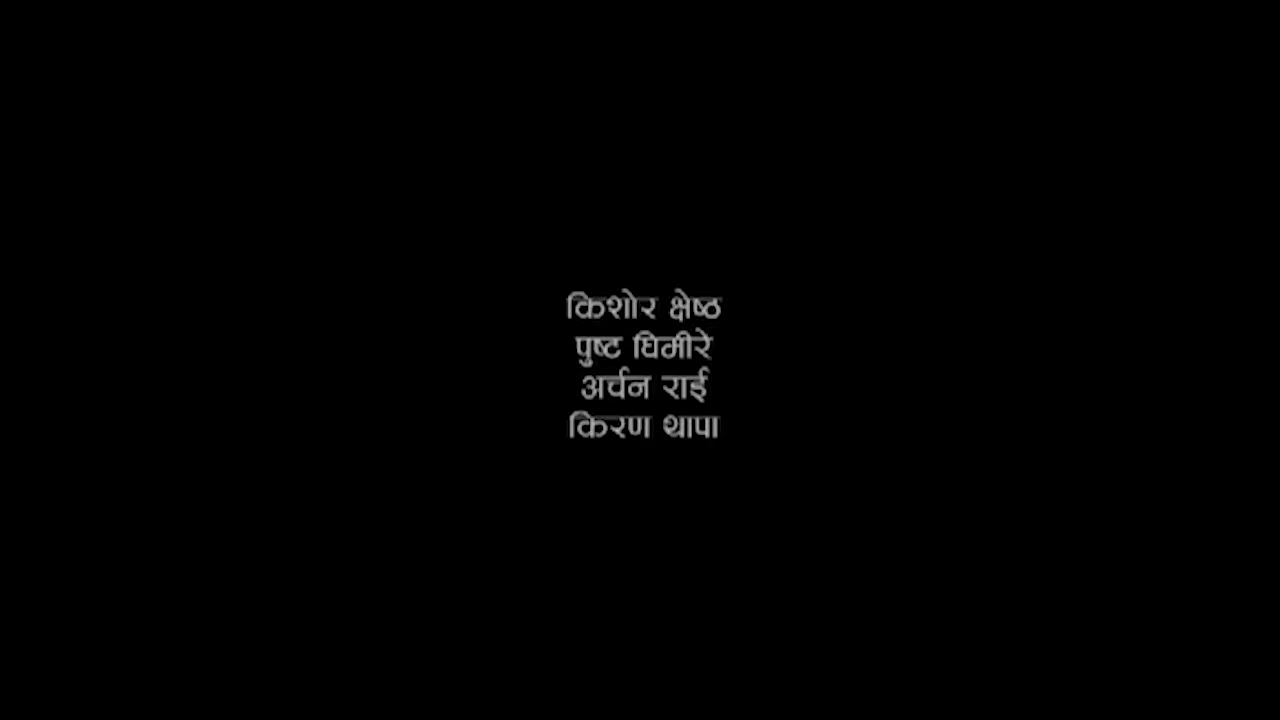 किशोर क्षेष्ठ
पुष्ट घिमीरे
अर्चन राई
किरण थापा